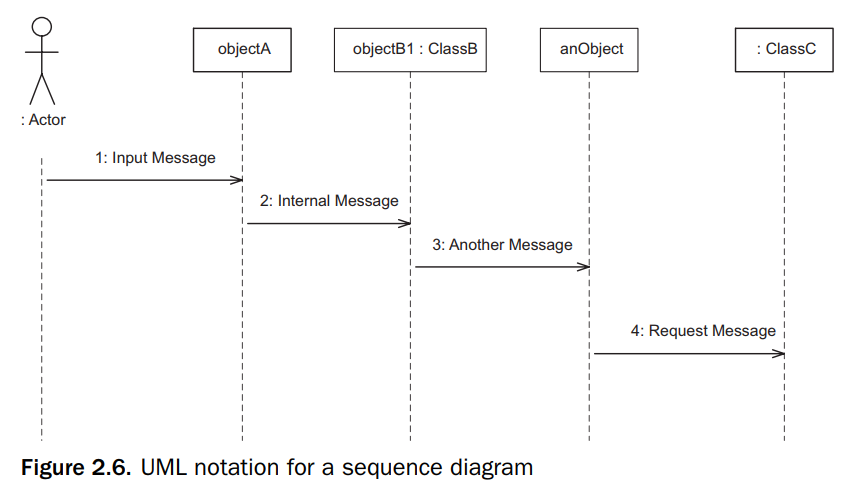 objectA
objectB1 : ClassB
anObject
: ClassC
: Actor
1: Input Message
2: Internal Message
3: Another Message
4: Request Message
Figure 2.6. UML notation for a sequence diagram